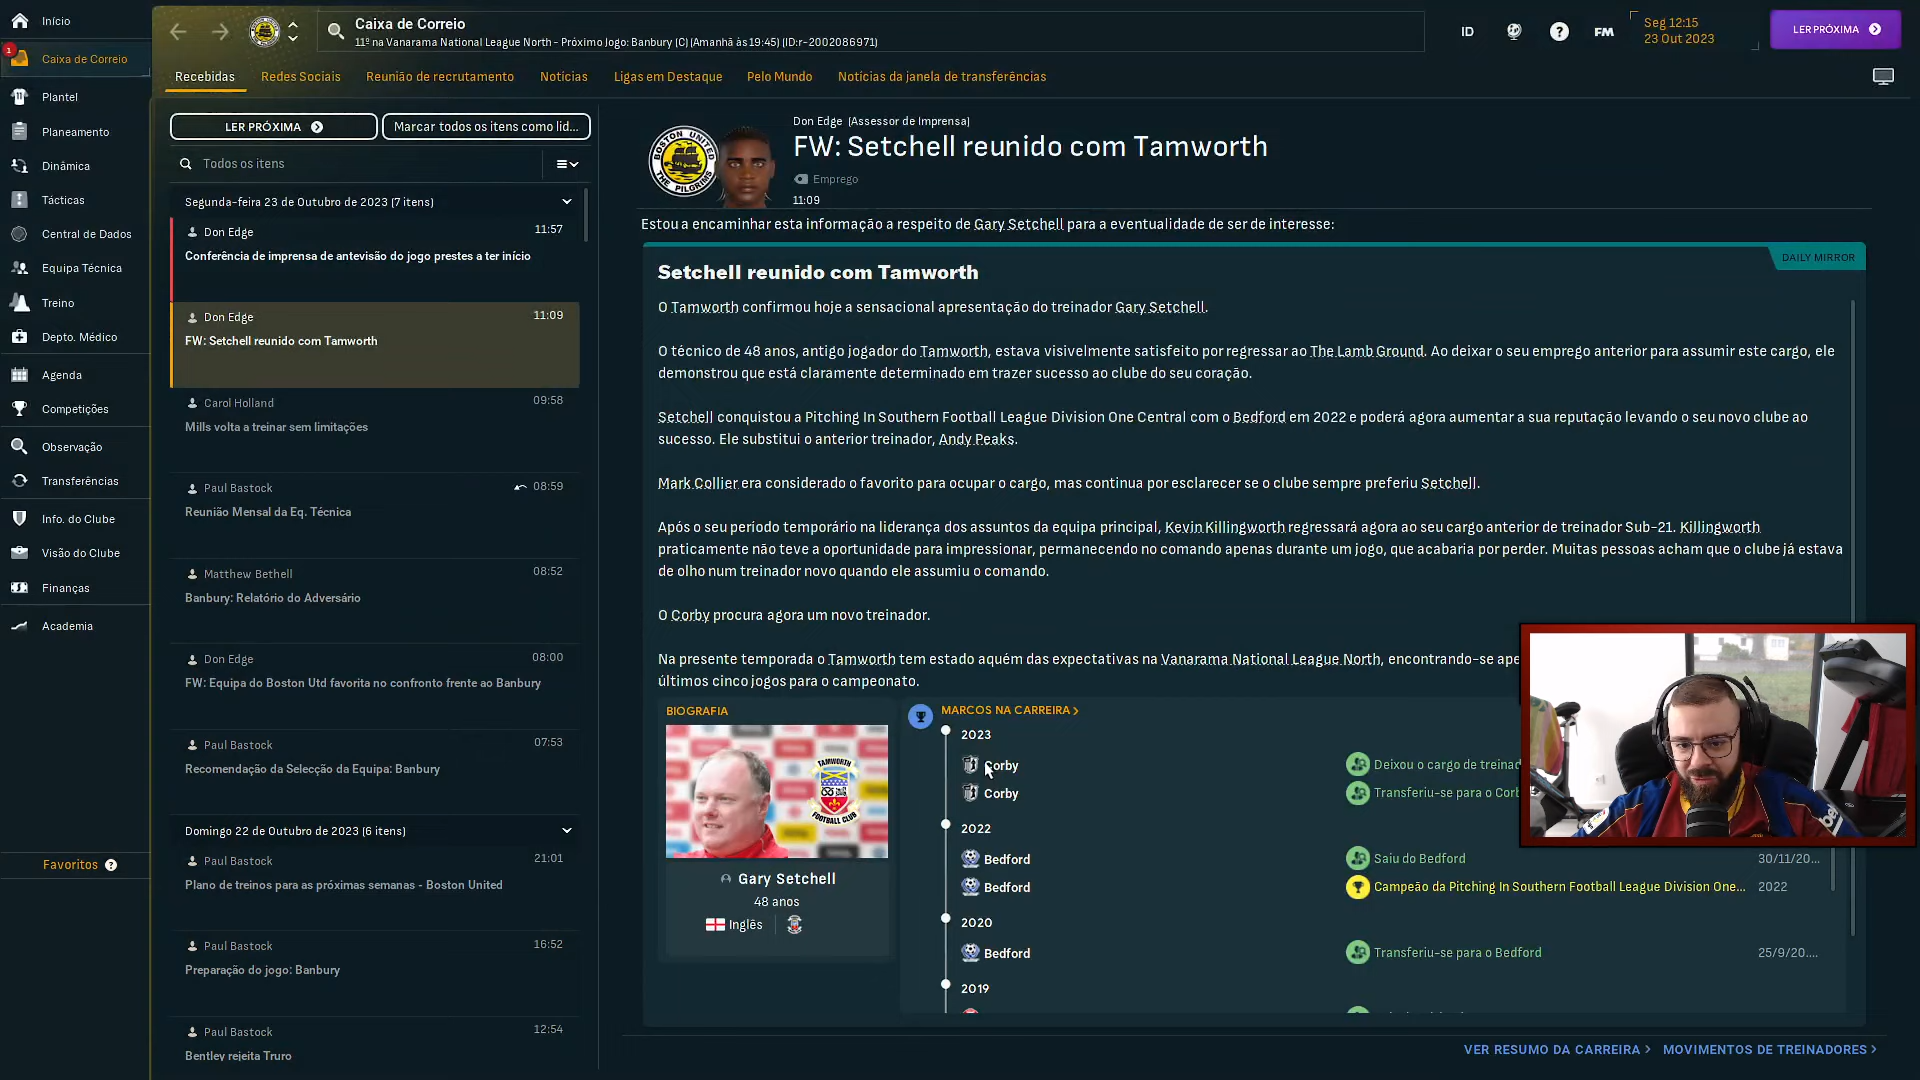 Início
1
Caixa de Correio
Plantel
Planeamento
Dinâmica
Tácticas
Central de Dados
Equipa Técnica
Treino
Depto. Médico
Agenda
Competições
Observação
Transferências
Info. do Clube
Visão do Clube
Finanças
Academia
Favoritos ?
Caixa de Correio
11º na Vanarama National League North - Próximo Jogo: Banbury (C) (Amanhã às 19:45) (ID:r-2002086971)
ID
?
FM
Seg 12:15
23 Out 2023
LER PRÓXIMA
Recebidas
Redes Sociais
Reunião de recrutamento
Notícias
Ligas em Destaque
Pelo Mundo
Notícias da janela de transferências
LER PRÓXIMA
Marcar todos os itens como lid...
Todos os itens
Segunda-feira 23 de Outubro de 2023 (7 itens)
Don Edge 11:57
Conferência de imprensa de antevisão do jogo prestes a ter início
Don Edge 11:09
FW: Setchell reunido com Tamworth
Carol Holland 09:58
Mills volta a treinar sem limitações
Paul Bastock 08:59
Reunião Mensal da Eq. Técnica
Matthew Bethell 08:52
Banbury: Relatório do Adversário
Don Edge 08:00
FW: Equipa do Boston Utd favorita no confronto frente ao Banbury
Paul Bastock 07:53
Recomendação da Selecção da Equipa: Banbury
Domingo 22 de Outubro de 2023 (6 itens)
Paul Bastock 21:01
Plano de treinos para as próximas semanas - Boston United
Paul Bastock 16:52
Preparação do jogo: Banbury
Paul Bastock 12:54
Bentley rejeita Truro
BOSTON UNITED
THE PILGRIMS
Don Edge (Assessor de Imprensa)
FW: Setchell reunido com Tamworth
Emprego
11:09
Estou a encaminhar esta informação a respeito de Gary Setchell para a eventualidade de ser de interesse:
DAILY MIRROR
Setchell reunido com Tamworth
O Tamworth confirmou hoje a sensacional apresentação do treinador Gary Setchell.
O técnico de 48 anos, antigo jogador do Tamworth, estava visivelmente satisfeito por regressar ao The Lamb Ground. Ao deixar o seu emprego anterior para assumir este cargo, ele
demonstrou que está claramente determinado em trazer sucesso ao clube do seu coração.
Setchell conquistou a Pitching In Southern Football League Division One Central com o Bedford em 2022 e poderá agora aumentar a sua reputação levando o seu novo clube ao
sucesso. Ele substitui o anterior treinador, Andy Peaks.
Mark Collier era considerado o favorito para ocupar o cargo, mas continua por esclarecer se o clube sempre preferiu Setchell.
Após o seu período temporário na liderança dos assuntos da equipa principal, Kevin Killingworth regressará agora ao seu cargo anterior de treinador Sub-21. Killingworth
praticamente não teve a oportunidade para impressionar, permanecendo no comando apenas durante um jogo, que acabaria por perder. Muitas pessoas acham que o clube já estava
de olho num treinador novo quando ele assumiu o comando.
O Corby procura agora um novo treinador.
Na presente temporada o Tamworth tem estado aquém das expectativas na Vanarama National League North, encontrando-se ape
últimos cinco jogos para o campeonato.
BIOGRAFIA
TAMWORTH
FOOTBALL CLUB
Gary Setchell
48 anos
Inglês
MARCOS NA CARREIRA
2023
Corby Deixou o cargo de treinad
Corby Transferiu-se para o Corb
2022
Bedford Saiu do Bedford 30/11/20...
Bedford Campeão da Pitching In Southern Football League Division One... 2022
2020
Bedford Transferiu-se para o Bedford 25/9/20....
2019
VER RESUMO DA CARREIRA
MOVIMENTOS DE TREINADORES